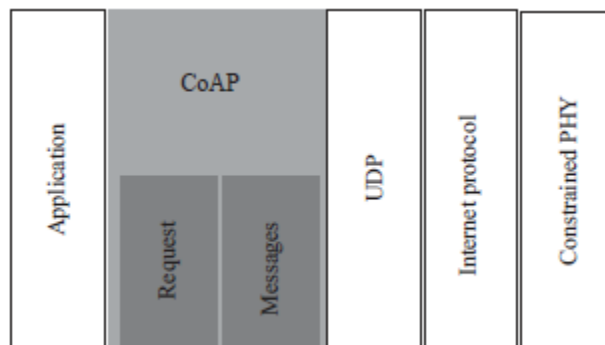 Application
CoAP
Request
Messages
UDP
Internet protocol
Constrained PHY